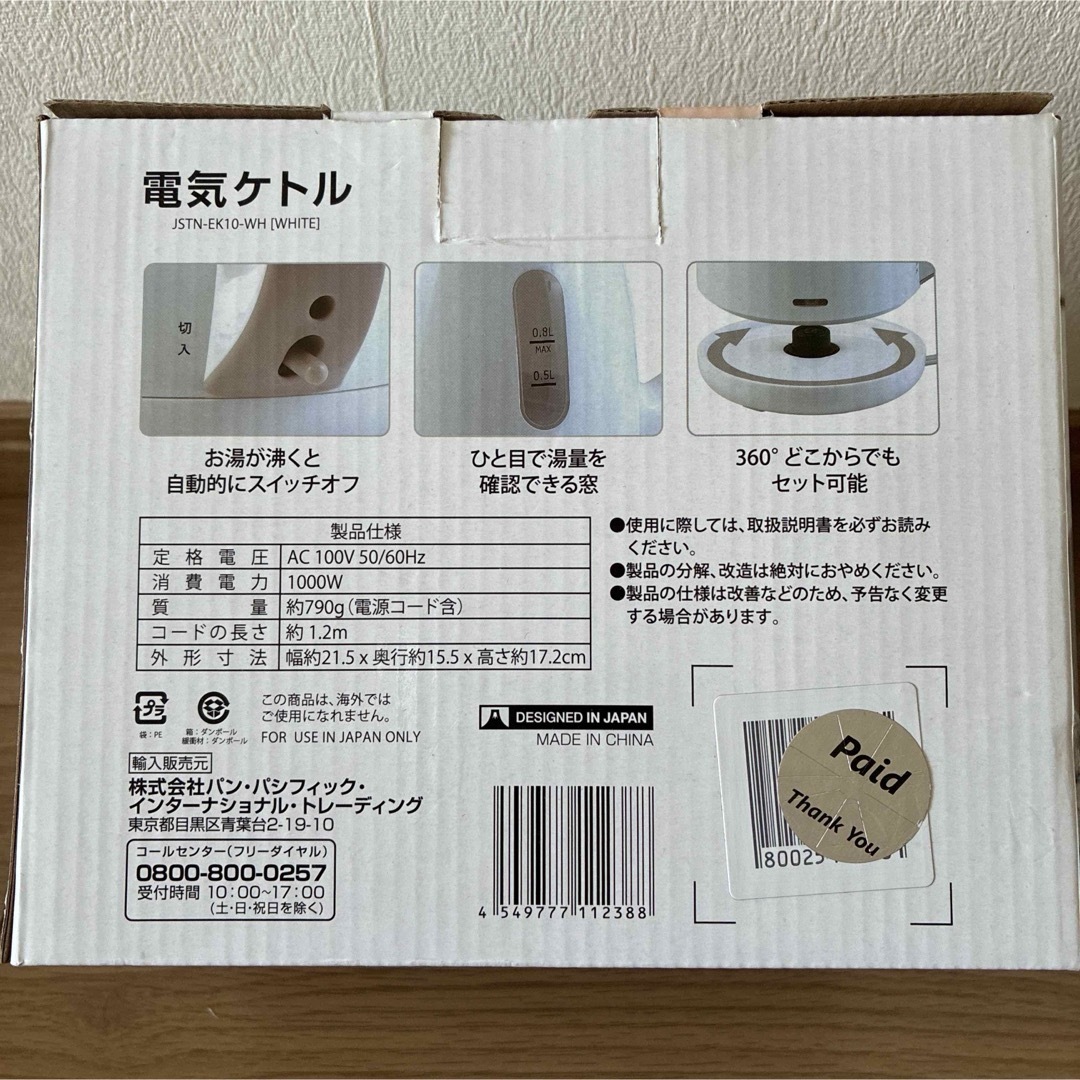 電気ケトル
JSTN-EK10-WH [WHITE]
切
入
0.8L
MAX
0.5L
お湯が沸くと
自動的にスイッチオフ
ひと目で湯量を
確認できる窓
360° どこからでも
セット可能
製品仕様
定格電圧 AC 100V 50/60Hz
消費電力 1000W
質量 約790g（電源コード含）
コードの長さ 約 1.2m
外形寸法 幅約21.5 x 奥行約15.5 x 高さ約17.2cm
●使用に際しては、取扱説明書を必ずお読み
ください。
●製品の分解、改造は絶対におやめください。
●製品の仕様は改善などのため、予告なく変更
する場合があります。
プラ
袋：PE
箱：ダンボール
緩衝材：ダンボール
この商品は、海外では
ご使用になれません。
FOR USE IN JAPAN ONLY
DESIGNED IN JAPAN
MADE IN CHINA
輸入販売元
株式会社パン・パシフィック・
インターナショナル・トレーディング
東京都目黒区青葉台2-19-10
コールセンター（フリーダイヤル）
0800-800-0257
受付時間 10：00～17：00
（土・日・祝日を除く）
4 549777 112388
Paid
Thank You